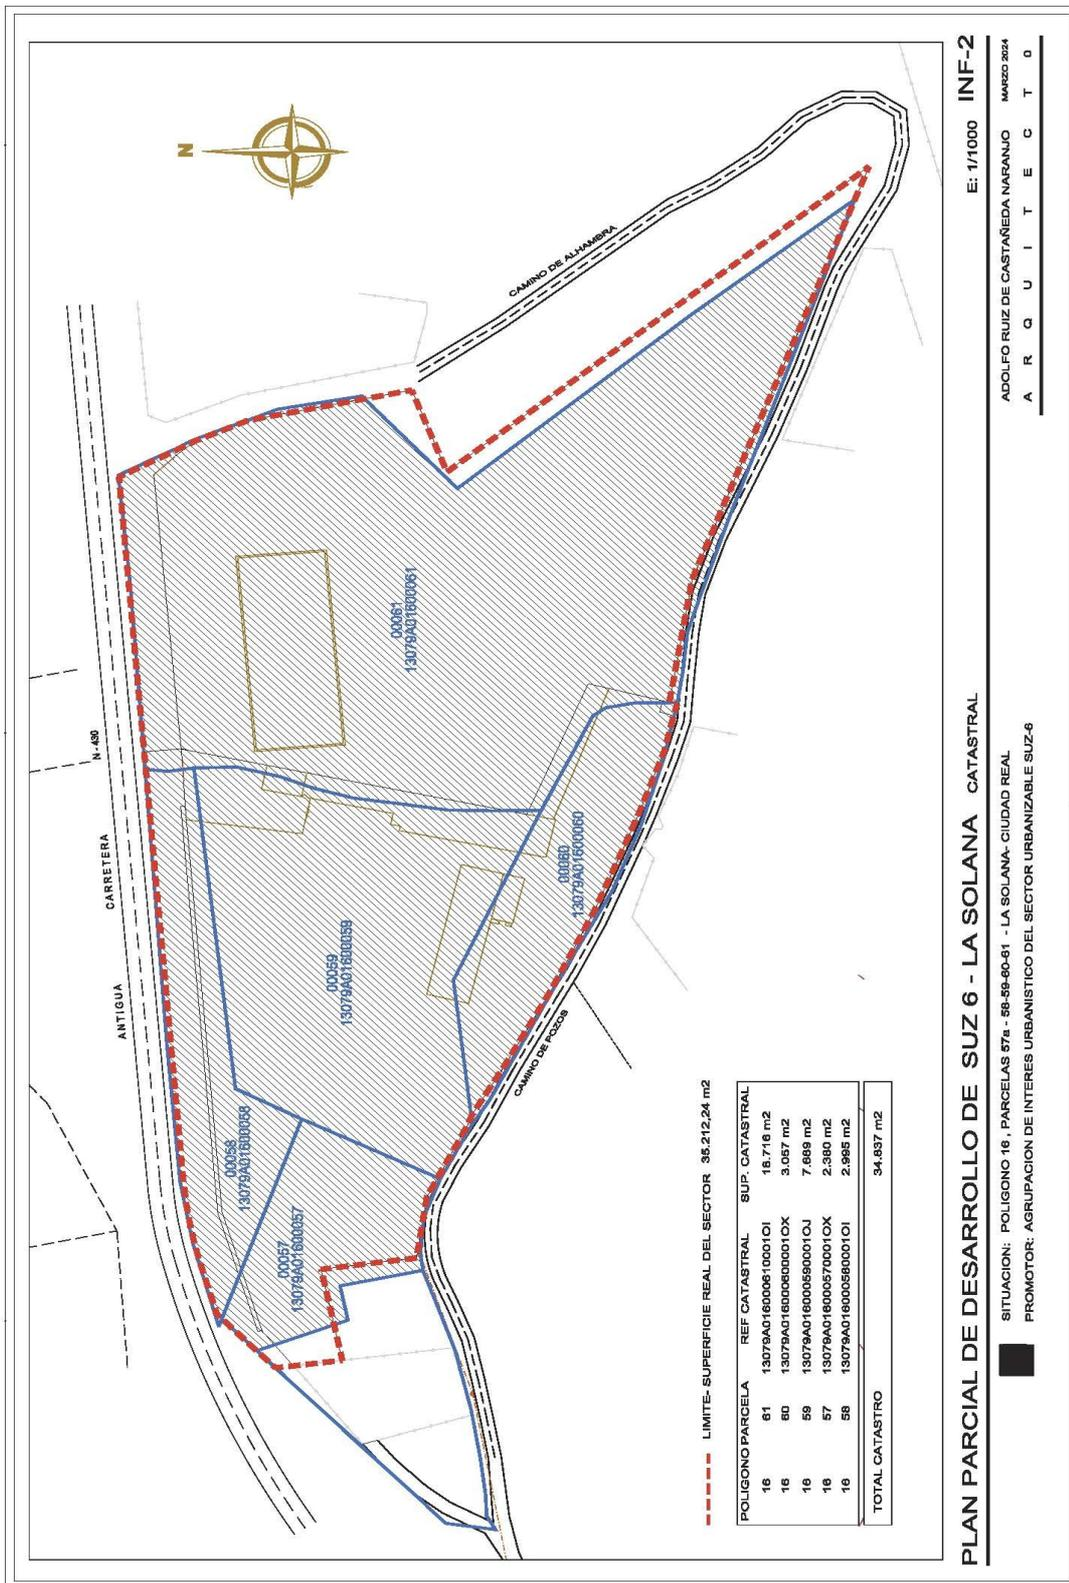 N
CARRETERA
N - 430
ANTIGUA
CAMINO DE ALHAMBRA
00061
13079A01600061
00059
13079A01600059
00060
13079A01600060
00058
13079A01600058
00057
13079A01600057
CAMINO DE POZOS
LIMITE- SUPERFICIE REAL DEL SECTOR 35.212,24 m2
POLIGONO PARCELA REF CATASTRAL SUP. CATASTRAL
16 61 13079A016000610001OI 18.716 m2
16 60 13079A016000600001OX 3.057 m2
16 59 13079A016000590001OJ 7.689 m2
16 57 13079A016000570001OX 2.380 m2
16 58 13079A016000580001OI 2.995 m2
TOTAL CATASTRO 34.837 m2
PLAN PARCIAL DE DESARROLLO DE SUZ 6 - LA SOLANA CATASTRAL E: 1/1000 INF-2
SITUACION: POLIGONO 16 , PARCELAS 57a - 58-59-60-61 - LA SOLANA- CIUDAD REAL
PROMOTOR: AGRUPACION DE INTERES URBANISTICO DEL SECTOR URBANIZABLE SUZ-6
ADOLFO RUIZ DE CASTAÑEDA NARANJO MARZO 2024
A R Q U I T E C T O